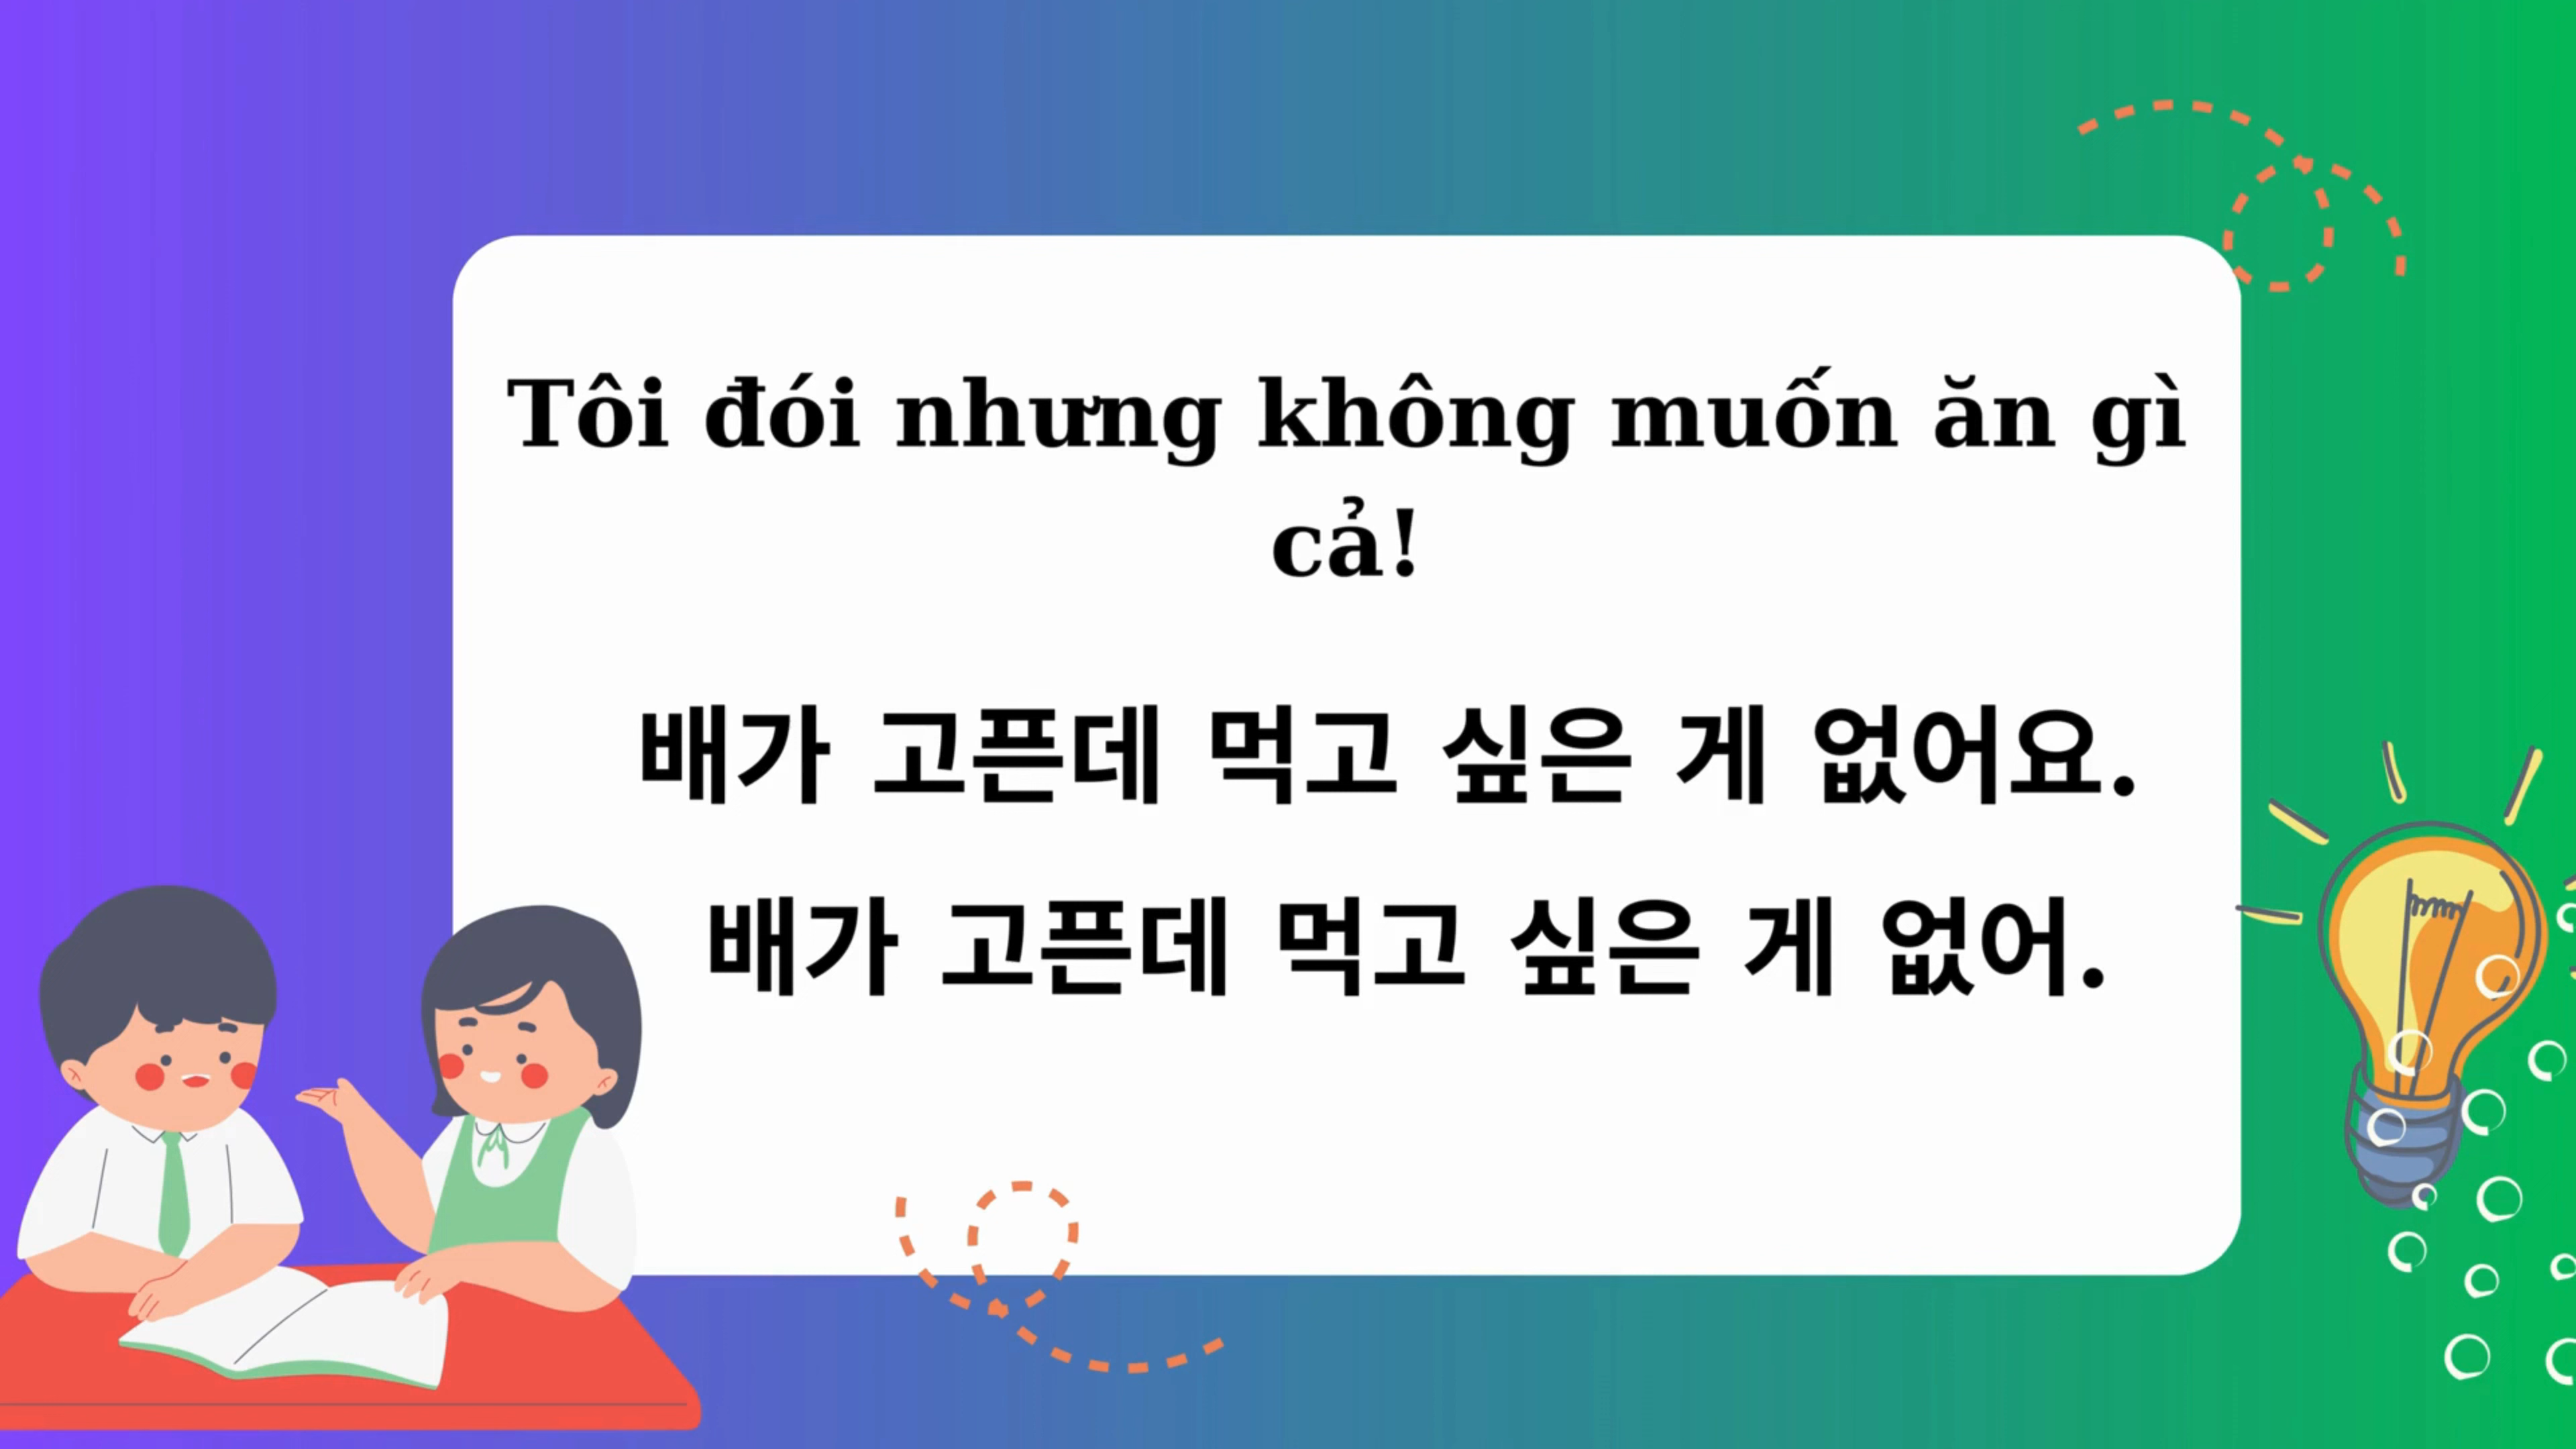 Tôi đói nhưng không muốn ăn gì
cả!
배가 고픈데 먹고 싶은 게 없어요.
배가 고픈데 먹고 싶은 게 없어.